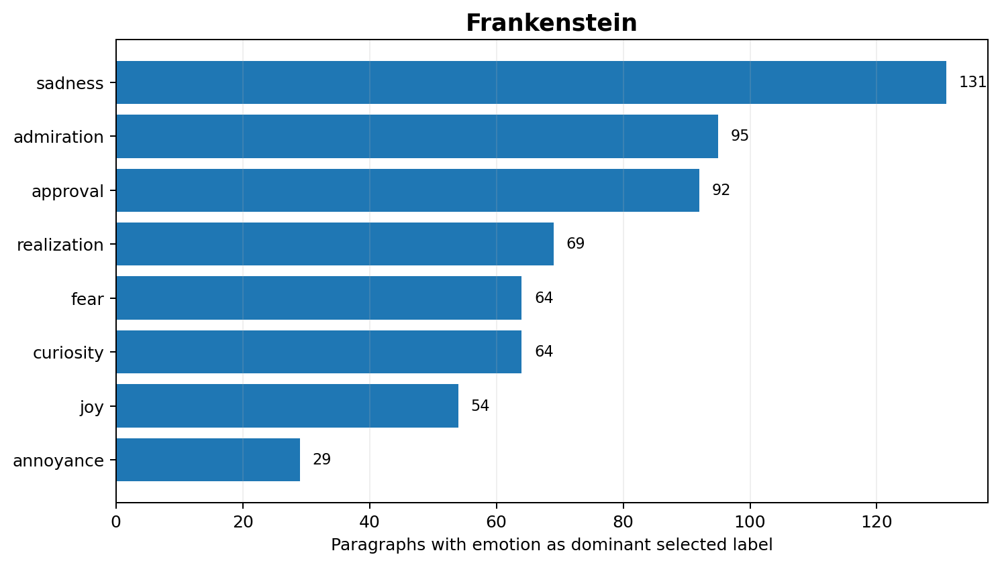 Frankenstein
sadness 131
admiration 95
approval 92
realization 69
fear 64
curiosity 64
joy 54
annoyance 29
0 20 40 60 80 100 120
Paragraphs with emotion as dominant selected label